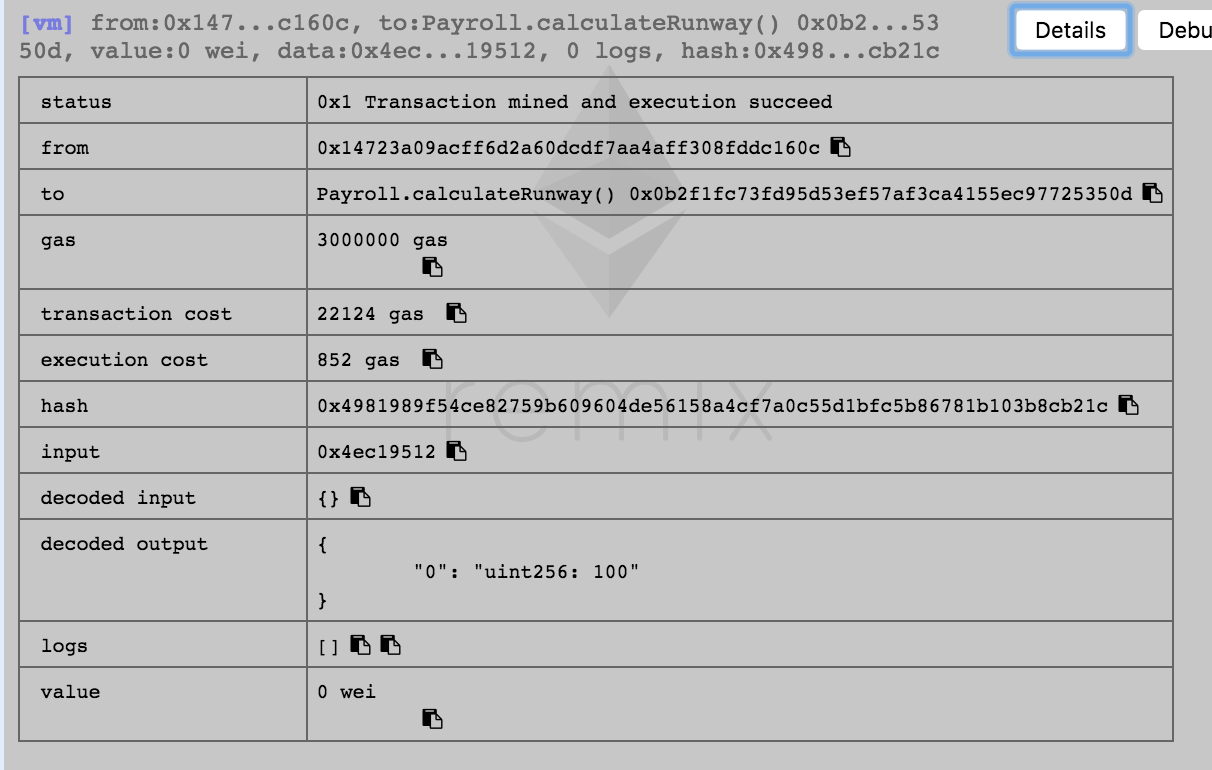 [vm] from:0x147...c160c, to:Payroll.calculateRunway() 0x0b2...53
50d, value:0 wei, data:0x4ec...19512, 0 logs, hash:0x498...cb21c
Details
Debu
status 0x1 Transaction mined and execution succeed
from 0x14723a09acff6d2a60dcdf7aa4aff308fddc160c
to Payroll.calculateRunway() 0x0b2f1fc73fd95d53ef57af3ca4155ec97725350d
gas 3000000 gas
transaction cost 22124 gas
execution cost 852 gas
remix
hash 0x4981989f54ce82759b609604de56158a4cf7a0c55d1bfc5b86781b103b8cb21c
input 0x4ec19512
decoded input {}
decoded output {
"0": "uint256: 100"
}
logs []
value 0 wei